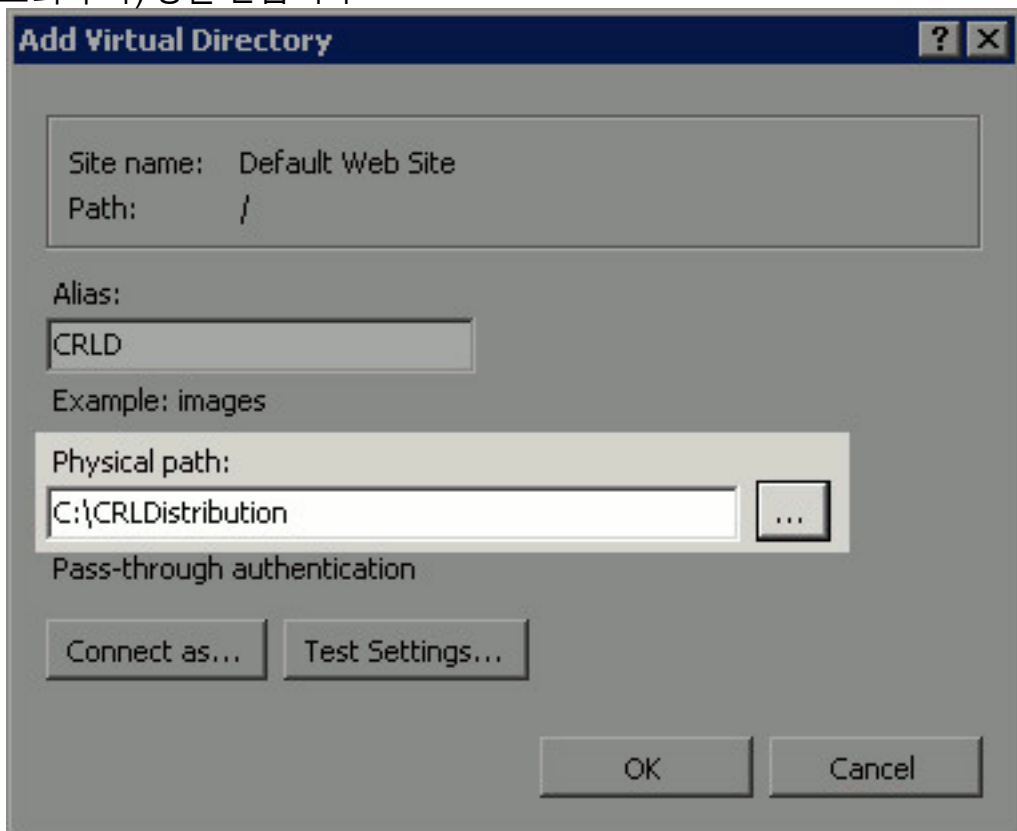 Add Virtual Directory
Site name: Default Web Site
Path: /
Alias:
CRLD
Example: images
Physical path:
C:\CRLDistribution
...
Pass-through authentication
Connect as...
Test Settings...
OK
Cancel